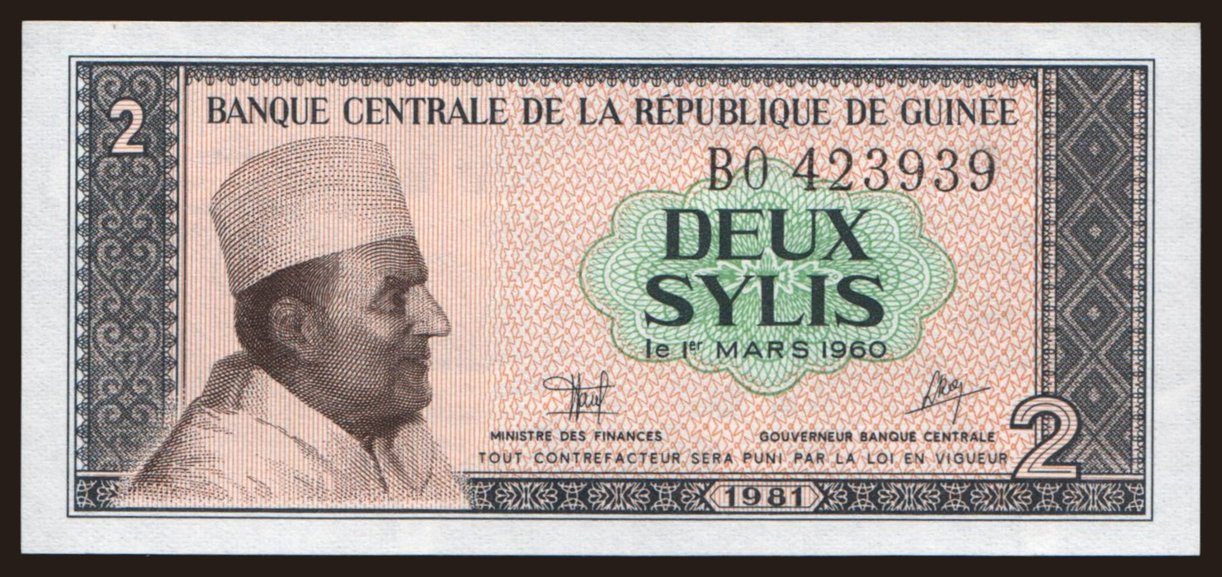 2
BANQUE CENTRALE DE LA RÉPUBLIQUE DE GUINÉE
BO 423939
DEUX
SYLIS
le 1er MARS 1960
MINISTRE DES FINANCES GOUVERNEUR BANQUE CENTRALE
TOUT CONTREFACTEUR SERA PUNI PAR LA LOI EN VIGUEUR
2
1981